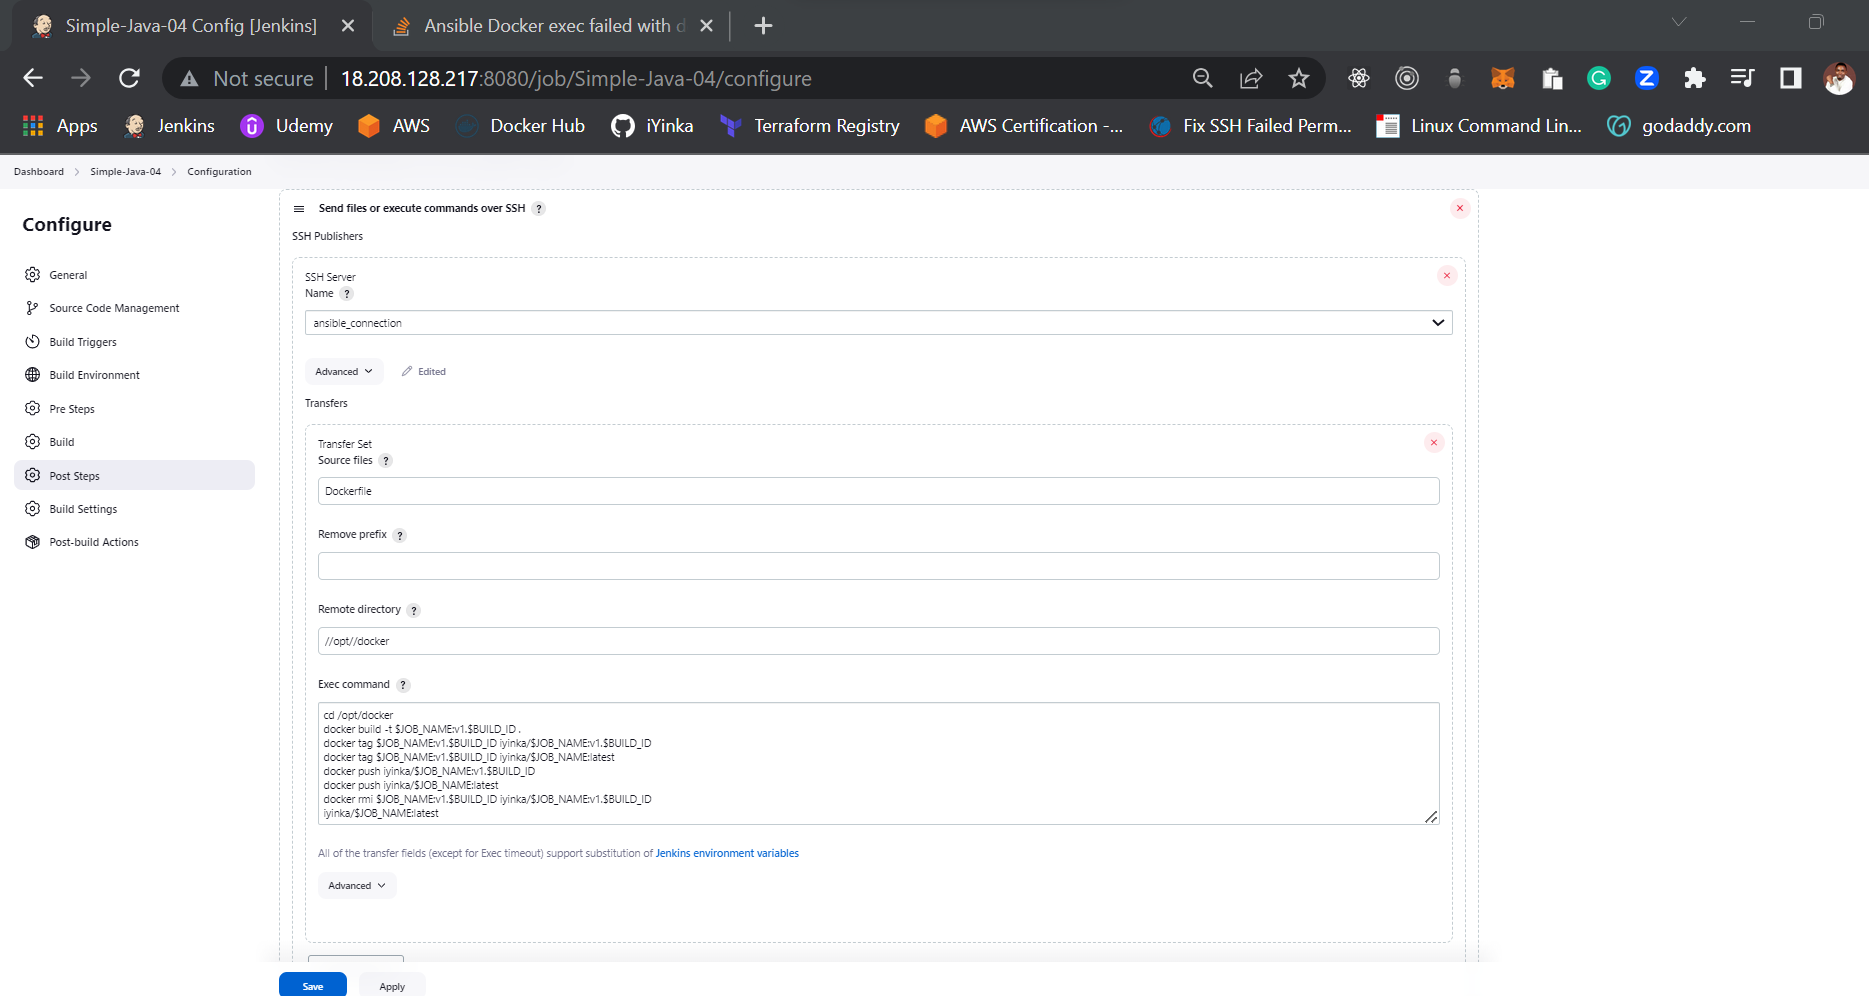 Simple-Java-04 Config [Jenkins]
Ansible Docker exec failed with
Not secure
18.208.128.217:8080/job/Simple-Java-04/configure
Apps
Jenkins
Udemy
AWS
Docker Hub
iYinka
Terraform Registry
AWS Certification -...
Fix SSH Failed Perm...
Linux Command Lin...
godaddy.com
Dashboard
Simple-Java-04
Configuration
Configure
General
Source Code Management
Build Triggers
Build Environment
Pre Steps
Build
Post Steps
Build Settings
Post-build Actions
Send files or execute commands over SSH ?
SSH Publishers
SSH Server
Name ?
ansible_connection
Advanced
Edited
Transfers
Transfer Set
Source files ?
Dockerfile
Remove prefix ?
Remote directory ?
//opt//docker
Exec command ?
cd /opt/docker
docker build -t $JOB_NAME:v1.$BUILD_ID .
docker tag $JOB_NAME:v1.$BUILD_ID iyinka/$JOB_NAME:v1.$BUILD_ID
docker tag $JOB_NAME:v1.$BUILD_ID iyinka/$JOB_NAME:latest
docker push iyinka/$JOB_NAME:v1.$BUILD_ID
docker push iyinka/$JOB_NAME:latest
docker rmi $JOB_NAME:v1.$BUILD_ID iyinka/$JOB_NAME:v1.$BUILD_ID
iyinka/$JOB_NAME:latest
All of the transfer fields (except for Exec timeout) support substitution of Jenkins environment variables
Advanced
Save
Apply